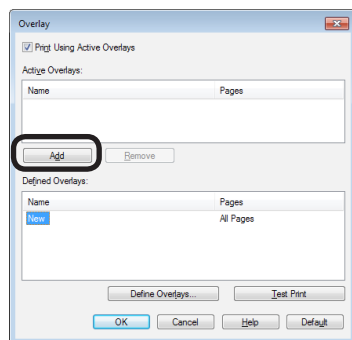 Overlay
Print Using Active Overlays
Active Overlays:
Name Pages
Add Remove
Defined Overlays:
Name Pages
New All Pages
Define Overlays... Test Print
OK Cancel Help Default